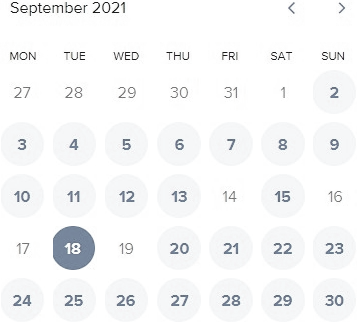 September 2021
MON TUE WED THU FRI SAT SUN
27 28 29 30 31 1 2
3 4 5 6 7 8 9
10 11 12 13 14 15 16
17 18 19 20 21 22 23
24 25 26 27 28 29 30